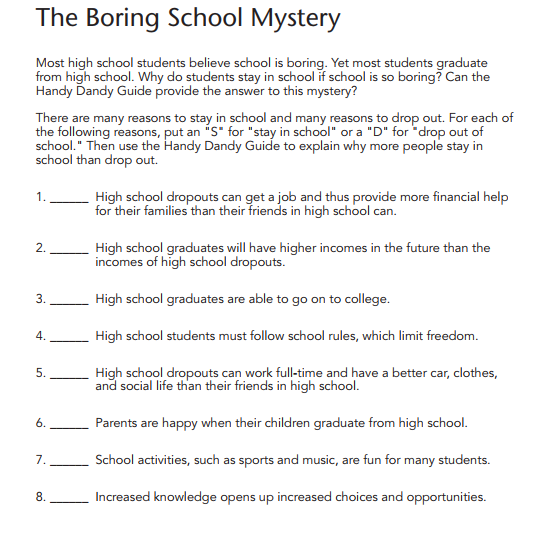 The Boring School Mystery
Most high school students believe school is boring. Yet most students graduate
from high school. Why do students stay in school if school is so boring? Can the
Handy Dandy Guide provide the answer to this mystery?
There are many reasons to stay in school and many reasons to drop out. For each of
the following reasons, put an "S" for "stay in school" or a "D" for "drop out of
school." Then use the Handy Dandy Guide to explain why more people stay in
school than drop out.
1. ______ High school dropouts can get a job and thus provide more financial help
for their families than their friends in high school can.
2. ______ High school graduates will have higher incomes in the future than the
incomes of high school dropouts.
3. ______ High school graduates are able to go on to college.
4. ______ High school students must follow school rules, which limit freedom.
5. ______ High school dropouts can work full-time and have a better car, clothes,
and social life than their friends in high school.
6. ______ Parents are happy when their children graduate from high school.
7. ______ School activities, such as sports and music, are fun for many students.
8. ______ Increased knowledge opens up increased choices and opportunities.